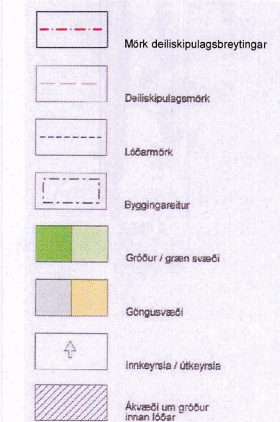 Mörk deiliskipulagsbreytingar
Deiliskipulagsmörk
Lóðarmörk
Byggingareitur
Gróður / græn svæði
Göngusvæði
Innkeyrsla / útkeyrsla
Ákvæði um gróður
innan lóðar